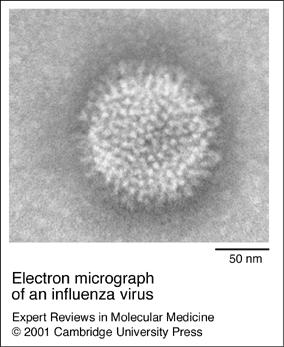 50 nm
Electron micrograph
of an influenza virus
Expert Reviews in Molecular Medicine
© 2001 Cambridge University Press